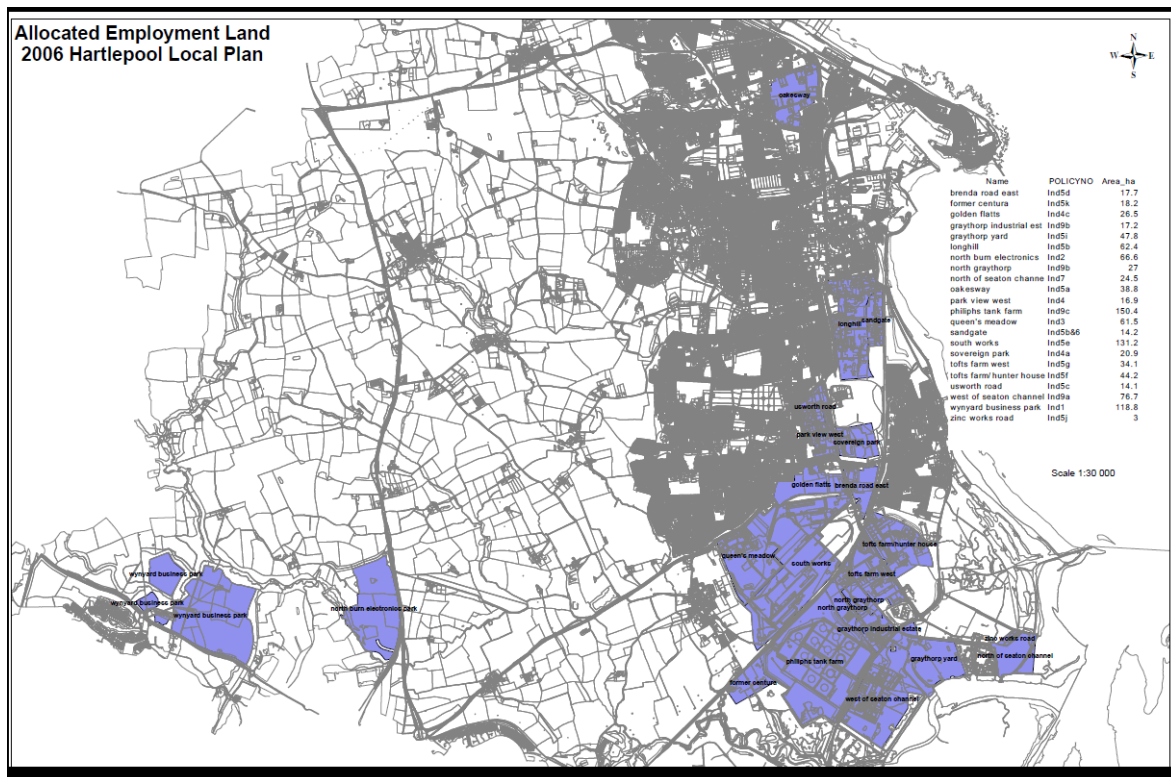 Allocated Employment Land
2006 Hartlepool Local Plan
N
W E
S
oakesway
Name POLICYNO Area_ha
brenda road east Ind5d 17.7
former centura Ind5k 18.2
golden flatts Ind4c 26.5
graythorp industrial est Ind9b 17.2
graythorp yard Ind5i 47.8
longhill Ind5b 62.4
north burn electronics Ind2 66.6
north graythorp Ind9b 27
north of seaton channe Ind7 24.5
oakesway Ind5a 38.8
park view west Ind4 16.9
philiphs tank farm Ind9c 150.4
queen's meadow Ind3 61.5
sandgate Ind5b&6 14.2
south works Ind5e 131.2
sovereign park Ind4a 20.9
tofts farm west Ind5g 34.1
tofts farm/hunter house Ind5f 44.2
usworth road Ind5c 14.1
west of seaton channel Ind9a 76.7
wynyard business park Ind1 118.8
zinc works road Ind5j 3
Scale 1:30 000
longhill
sandgate
usworth road
park view west
sovereign park
golden flatts
brenda road east
tofts farm/hunter house
queen's meadow
south works
tofts farm west
wynyard business park
wynyard business park
wynyard business park
north burn electronics park
north graythorp
north graythorp
graythorp industrial estate
zinc works road
north of seaton channel
philiphs tank farm
graythorp yard
former centure
west of seaton channel